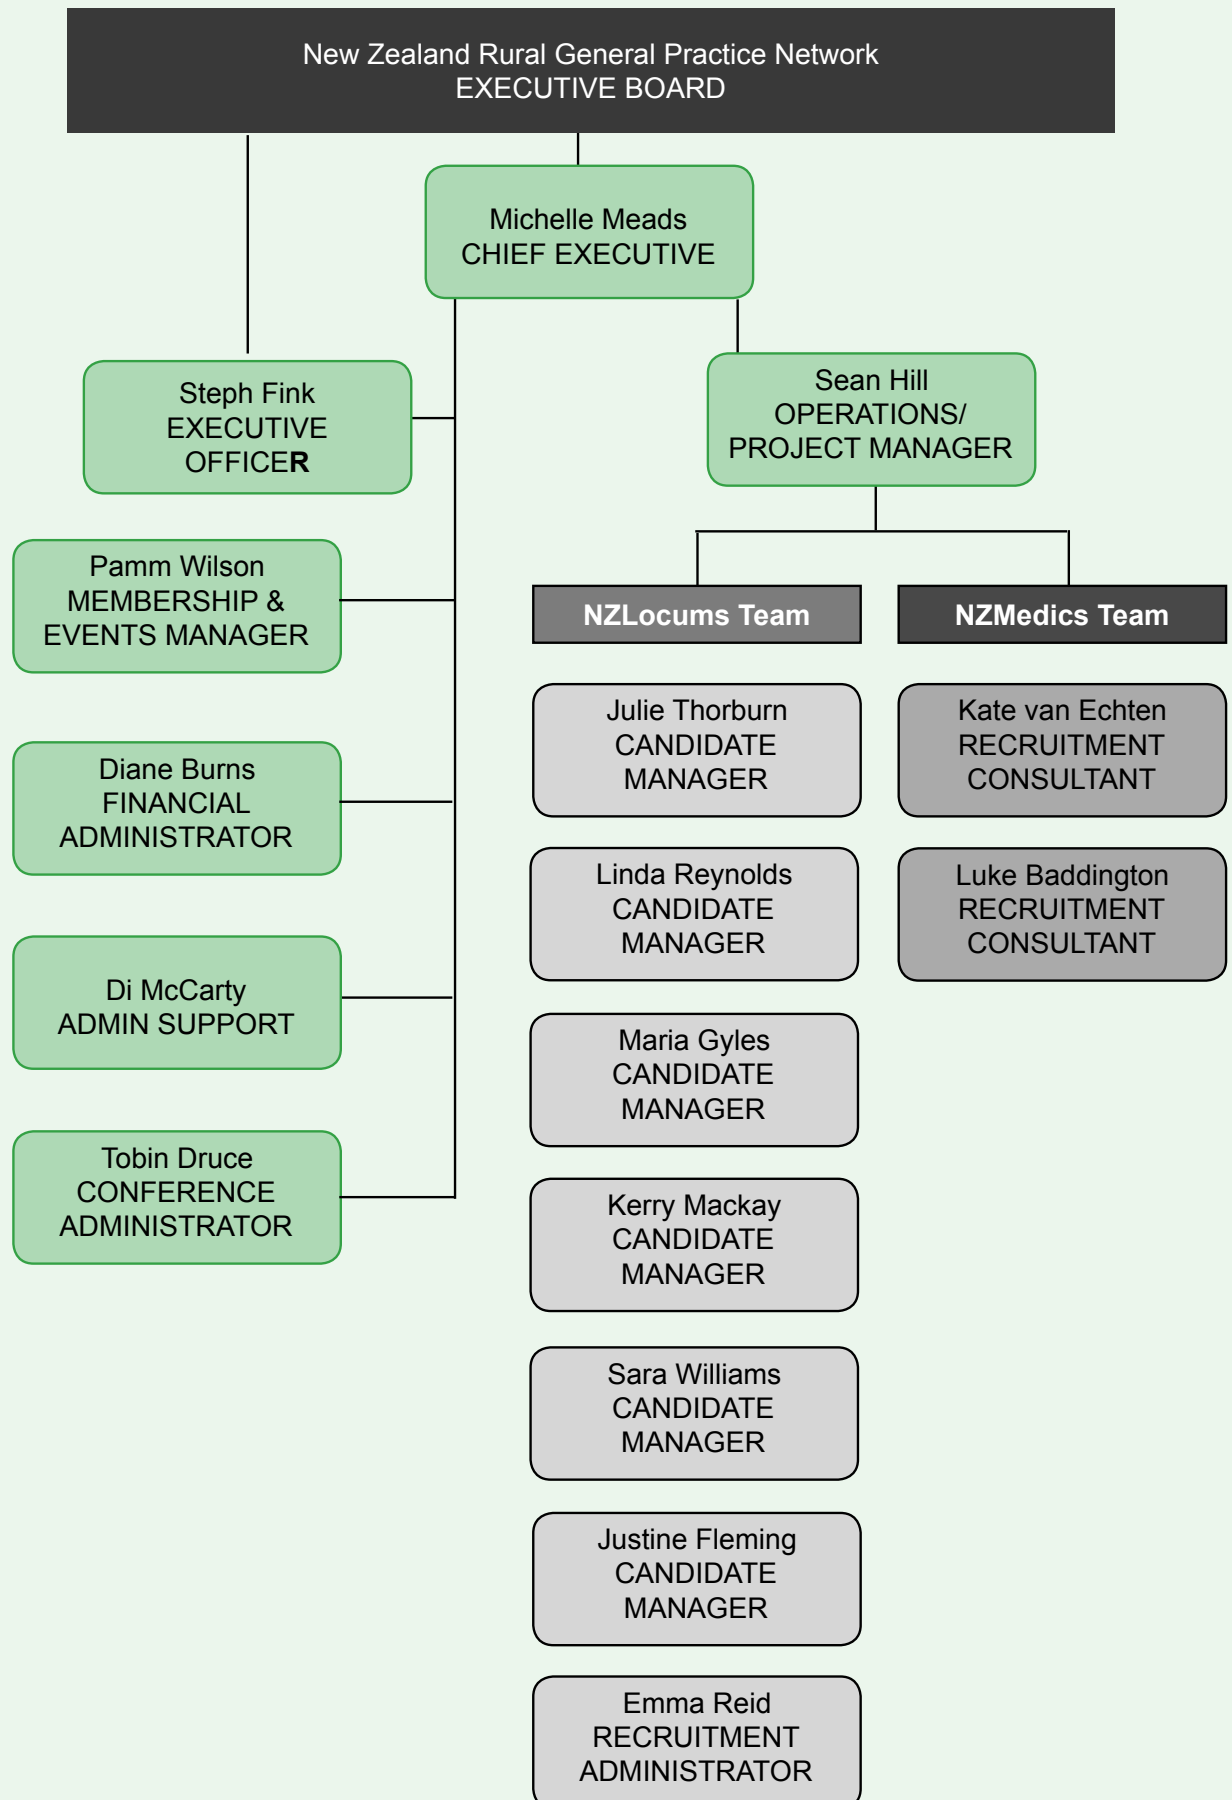 New Zealand Rural General Practice Network
EXECUTIVE BOARD
Michelle Meads
CHIEF EXECUTIVE
Steph Fink
EXECUTIVE
OFFICER
Sean Hill
OPERATIONS/
PROJECT MANAGER
Pamm Wilson
MEMBERSHIP &
EVENTS MANAGER
Diane Burns
FINANCIAL
ADMINISTRATOR
Di McCarty
ADMIN SUPPORT
Tobin Druce
CONFERENCE
ADMINISTRATOR
NZLocums Team
Julie Thorburn
CANDIDATE
MANAGER
Linda Reynolds
CANDIDATE
MANAGER
Maria Gyles
CANDIDATE
MANAGER
Kerry Mackay
CANDIDATE
MANAGER
Sara Williams
CANDIDATE
MANAGER
Justine Fleming
CANDIDATE
MANAGER
Emma Reid
RECRUITMENT
ADMINISTRATOR
NZMedics Team
Kate van Echten
RECRUITMENT
CONSULTANT
Luke Baddington
RECRUITMENT
CONSULTANT